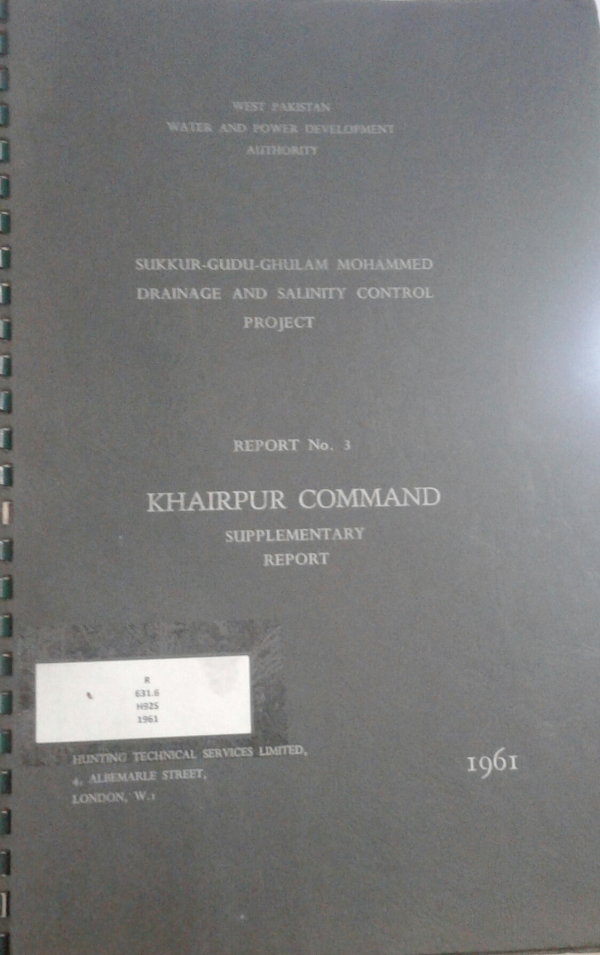 WEST PAKISTAN
WATER AND POWER DEVELOPMENT
AUTHORITY
SUKKUR-GUDU-GHULAM MOHAMMED
DRAINAGE AND SALINITY CONTROL
PROJECT
REPORT No. 3
KHAIRPUR COMMAND
SUPPLEMENTARY
REPORT
R
631.6
H925
1961
HUNTING TECHNICAL SERVICES LIMITED,
4, ALBEMARLE STREET,
LONDON, W.1
1961